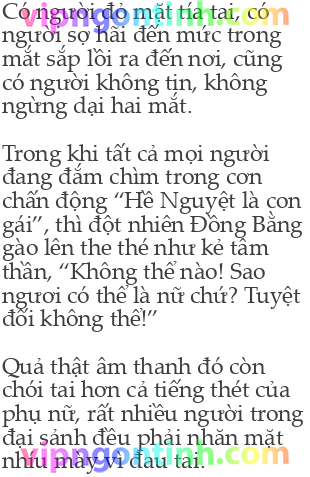 Có người đỏ mặt tía tai, có
người sợ hãi đến mức tròng
mắt sắp lồi ra đến nơi, cũng
có người không tin, không
ngừng dại hai mắt.
Trong khi tất cả mọi người
đang đắm chìm trong cơn
chấn động “Hề Nguyệt là con
gái”, thì đột nhiên Đồng Bằng
gào lên the thé như kẻ tâm
thần, “Không thể nào! Sao
ngươi có thể là nữ chứ? Tuyệt
đối không thể!”
Quả thật âm thanh đó còn
chói tai hơn cả tiếng thét của
phụ nữ, rất nhiều người trong
đại sảnh đều phải nhăn mặt
nhíu mày vì đau tai.
vipngontinh.com
vipngontinh.com